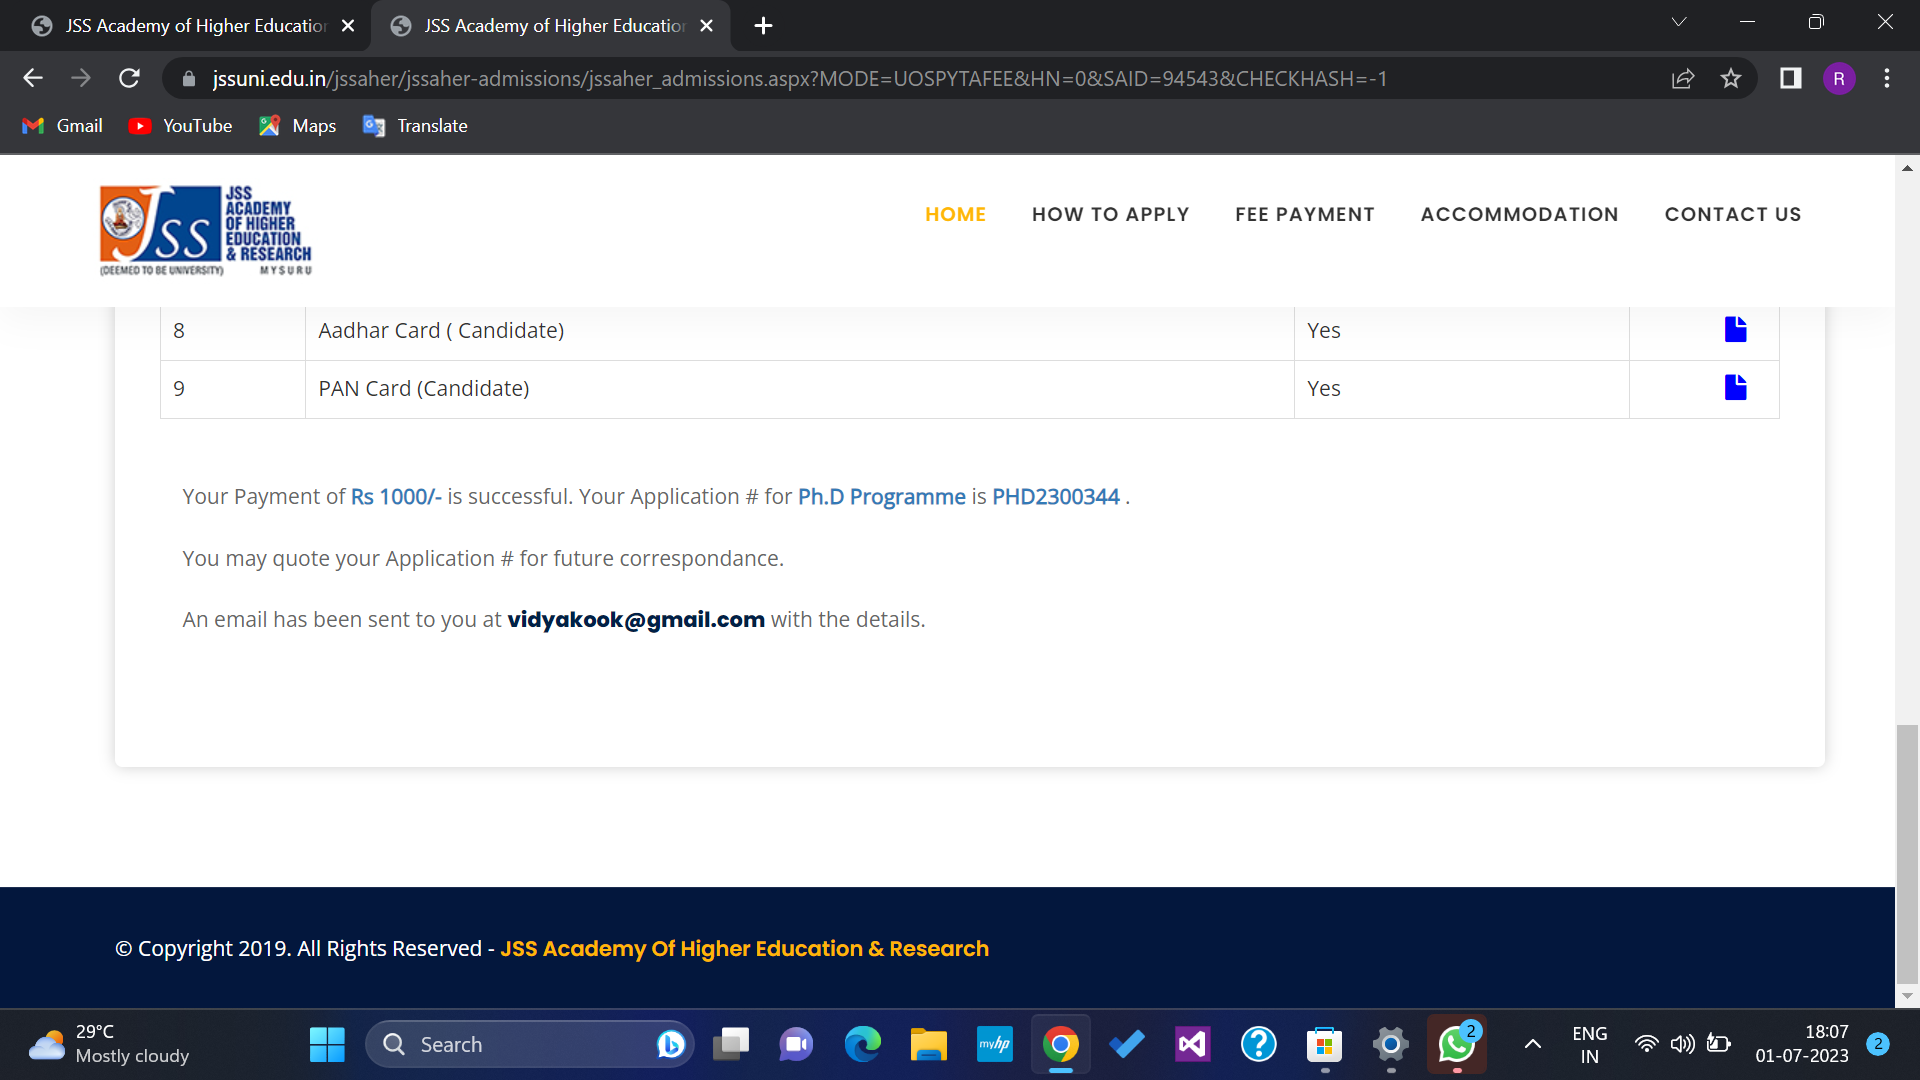 JSS Academy of Higher Education
JSS Academy of Higher Education
jssuni.edu.in/jssaher/jssaher-admissions/jssaher_admissions.aspx?MODE=UOSPYTAFEE&HN=0&SAID=94543&CHECKHASH=-1
R
Gmail
YouTube
Maps
Translate
JSS
JSS
ACADEMY
OF HIGHER
EDUCATION
& RESEARCH
(DEEMED TO BE UNIVERSITY) MYSURU
HOME HOW TO APPLY FEE PAYMENT ACCOMMODATION CONTACT US
8 Aadhar Card ( Candidate) Yes
9 PAN Card (Candidate) Yes
Your Payment of Rs 1000/- is successful. Your Application # for Ph.D Programme is PHD2300344 .
You may quote your Application # for future correspondance.
An email has been sent to you at vidyakook@gmail.com with the details.
© Copyright 2019. All Rights Reserved - JSS Academy Of Higher Education & Research
29°C
Mostly cloudy
Search
myhp
2
ENG
IN
18:07
01-07-2023
2